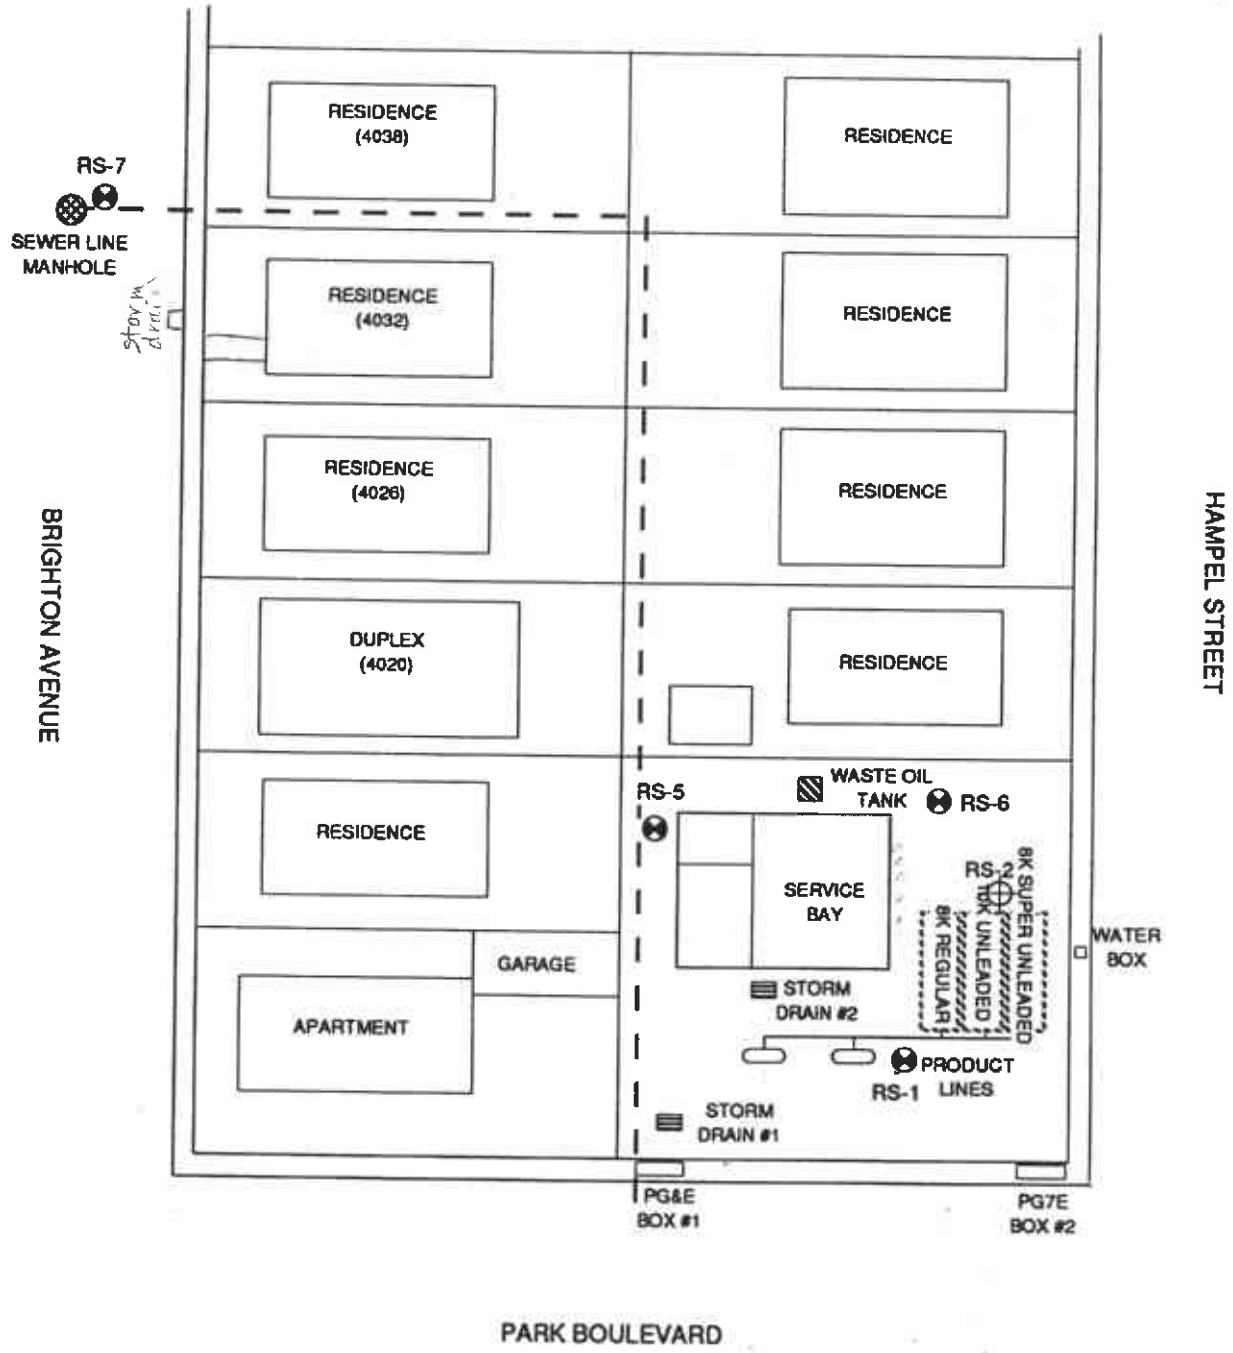 RESIDENCE
(4038)
RESIDENCE
RS-7
SEWER LINE
MANHOLE
storm
drain
RESIDENCE
(4032)
RESIDENCE
RESIDENCE
(4026)
RESIDENCE
BRIGHTON AVENUE
HAMPEL STREET
DUPLEX
(4020)
RESIDENCE
RS-5
WASTE OIL
TANK
RS-6
RESIDENCE
SERVICE
BAY
RS-2
8K REGULAR
10K UNLEADED
8K SUPER UNLEADED
WATER
BOX
GARAGE
APARTMENT
STORM
DRAIN #2
PRODUCT
LINES
RS-1
STORM
DRAIN #1
PG&E
BOX #1
PG7E
BOX #2
PARK BOULEVARD